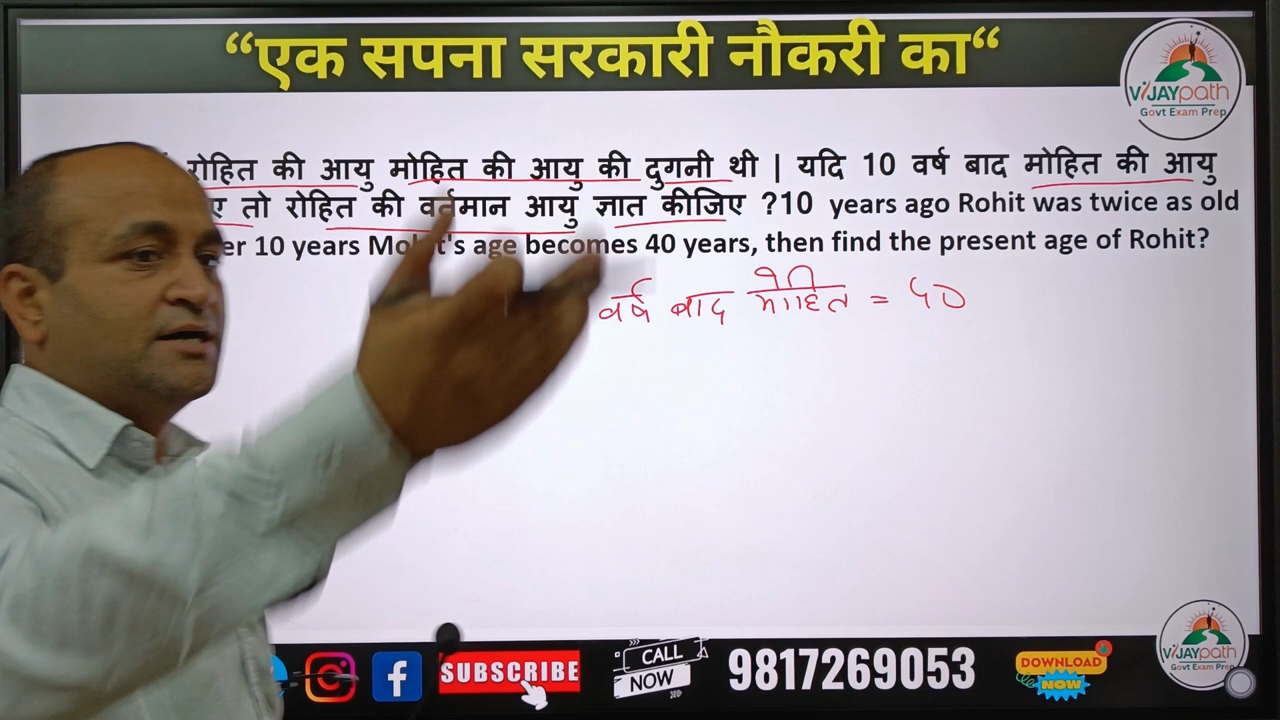 “एक सपना सरकारी नौकरी का“
VIJAYpath
Govt Exam Prep
रोहित की आयु मोहित की आयु की दुगनी थी | यदि 10 वर्ष बाद मोहित की आयु
तो रोहित की वर्तमान आयु ज्ञात कीजिए ?10 years ago Rohit was twice as old
10 years age becomes 40 years, then find the present age of Rohit?
वर्ष बाद मोहित = 40
SUBSCRIBE
CALL
NOW
9817269053
DOWNLOAD
NOW
VIJAYpath
Govt Exam Prep